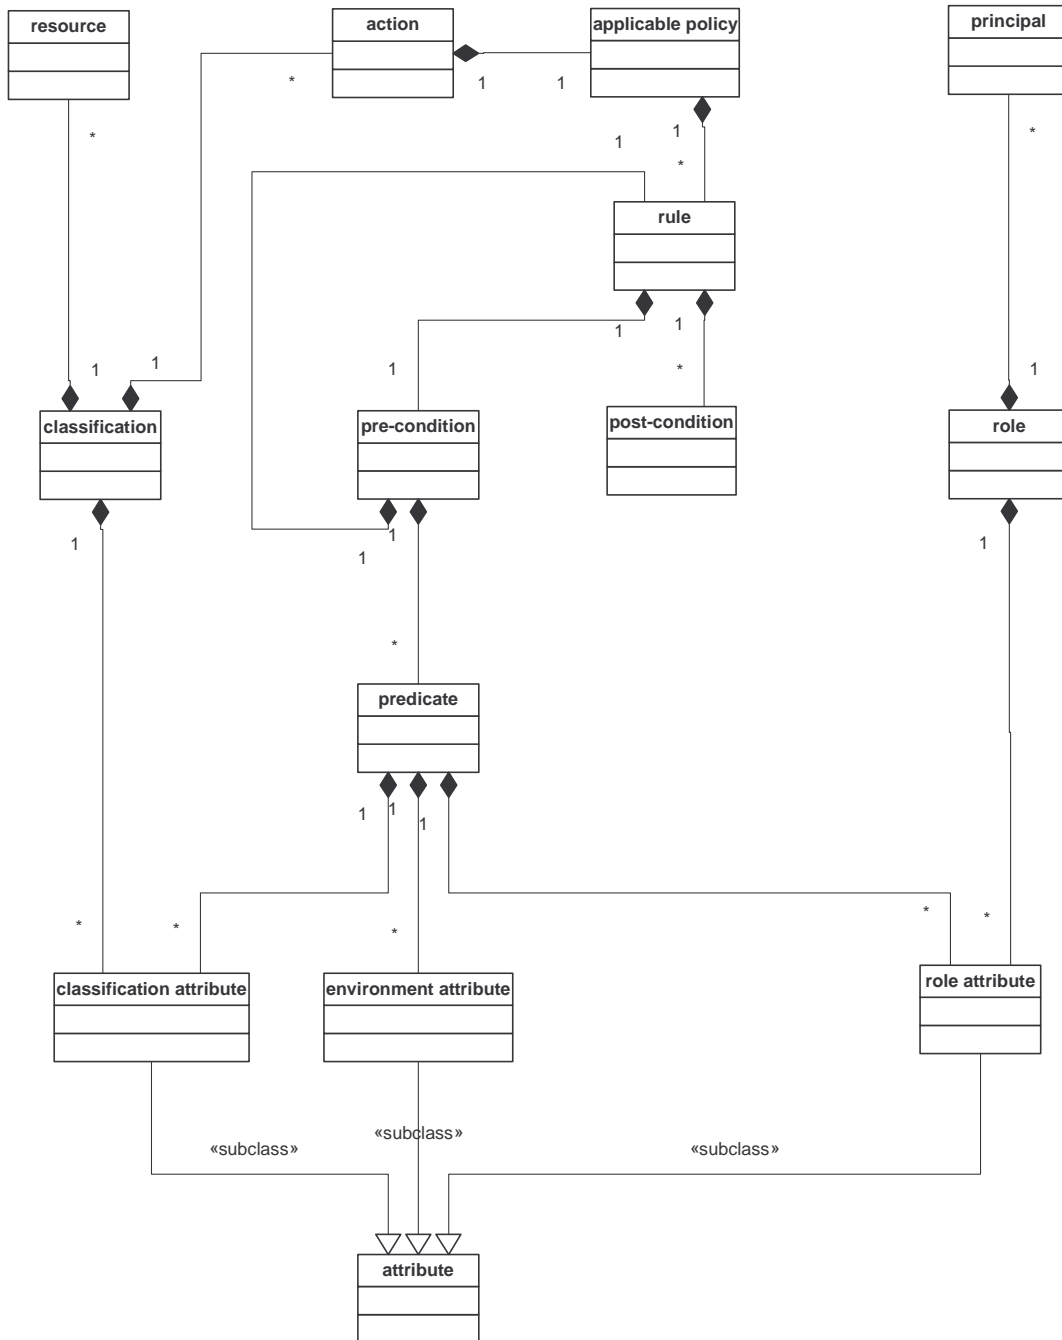 resource
action
applicable policy
principal
*
1
1
*
1
1
*
*
rule
1
1
1
1
1
*
1
classification
pre-condition
post-condition
role
1
1
1
1
*
predicate
1
1
1
*
*
*
*
*
classification attribute
environment attribute
role attribute
«subclass»
«subclass»
«subclass»
attribute